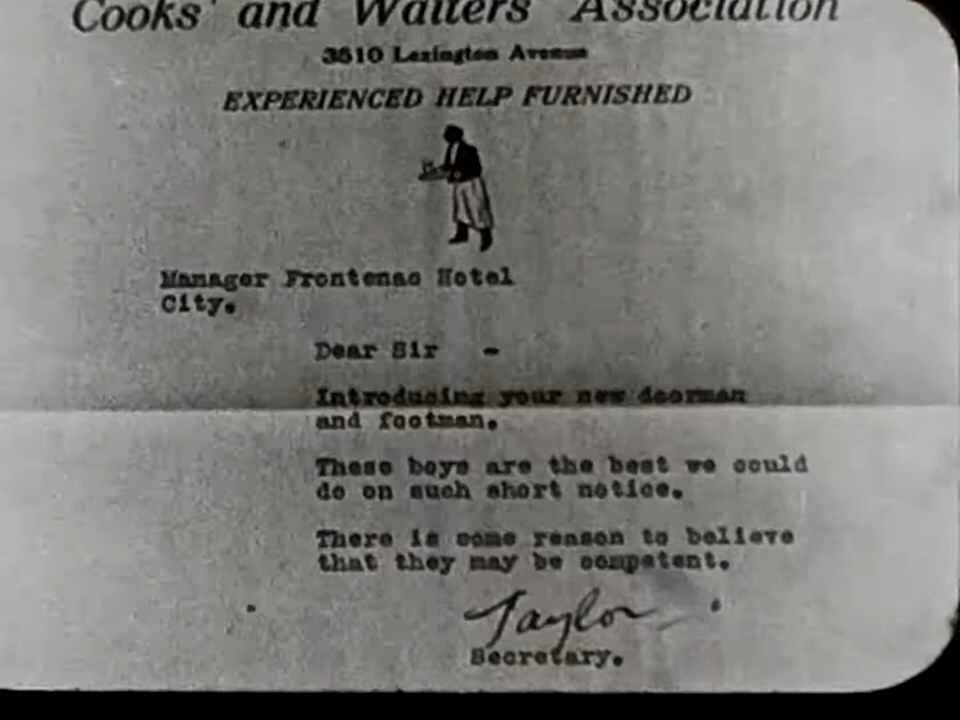 Cooks' and Waiters Association
3510 Lexington Avenue
EXPERIENCED HELP FURNISHED
Manager Frontenac Hotel
City.
Dear Sir -
Introducing your new doorman
and footman.
These boys are the best we could
do on such short notice.
There is some reason to believe
that they may be competent.
Taylor
Secretary.